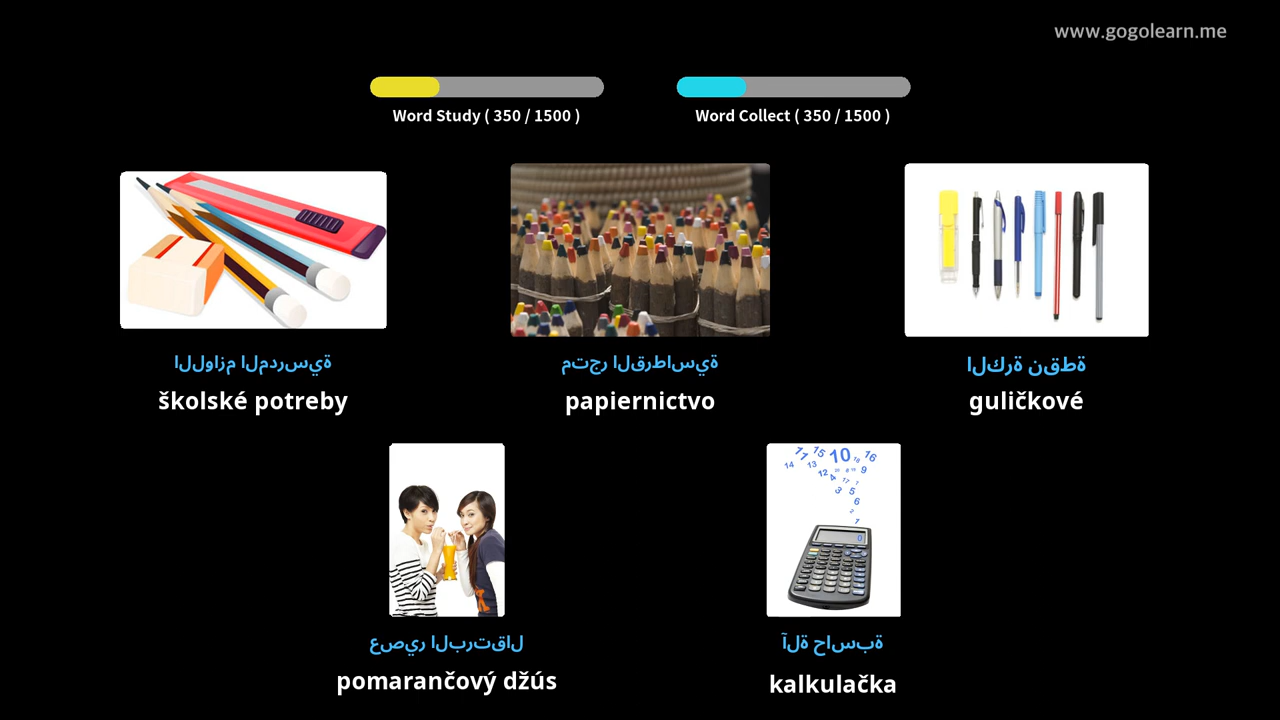 www.gogolearn.me
Word Study ( 350 / 1500 )
Word Collect ( 350 / 1500 )
اللوازم المدرسية
školské potreby
متجر القرطاسية
papiernictvo
الكرة نقطة
guličkové
عصير البرتقال
pomarančový džús
آلة حاسبة
kalkulačka